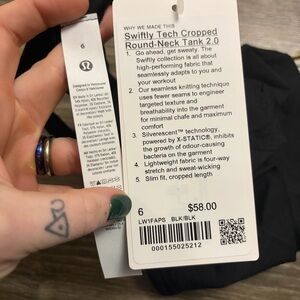 6
WHY WE MADE THIS
Swiftly Tech Cropped
Round-Neck Tank 2.0
1. Go ahead, get sweaty. The
Swiftly collection is all about
high-performing fabric that
seamlessly adapts to you and
your workout
2. Our seamless knitting technique
uses fewer seams to engineer
targeted texture and
breathability into the garment
for minimal chafe and maximum
comfort
3. Silverescent™ technology,
powered by X-STATIC®, inhibits
the growth of odour-causing
bacteria on the garment
4. Lightweight fabric is four-way
stretch and sweat-wicking
5. Slim fit, cropped length
6 $58.00
LW1FAPS BLK/BLK
000155025212